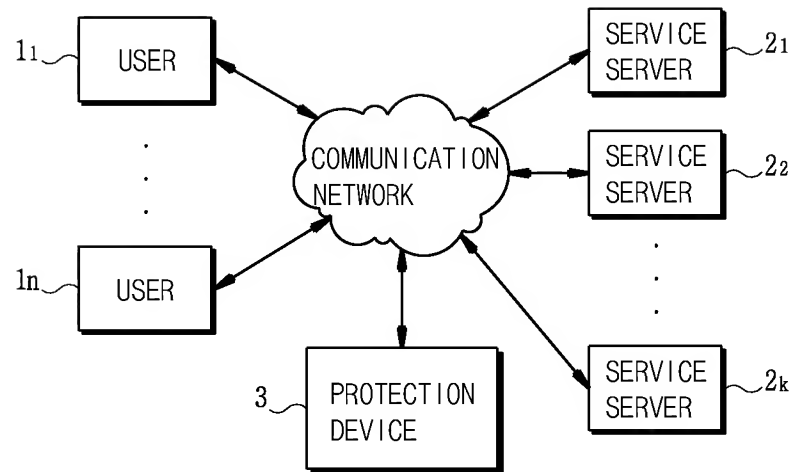 1₁
USER
1n
USER
COMMUNICATION
NETWORK
3
PROTECTION
DEVICE
SERVICE
SERVER
2₁
SERVICE
SERVER
2₂
SERVICE
SERVER
2k